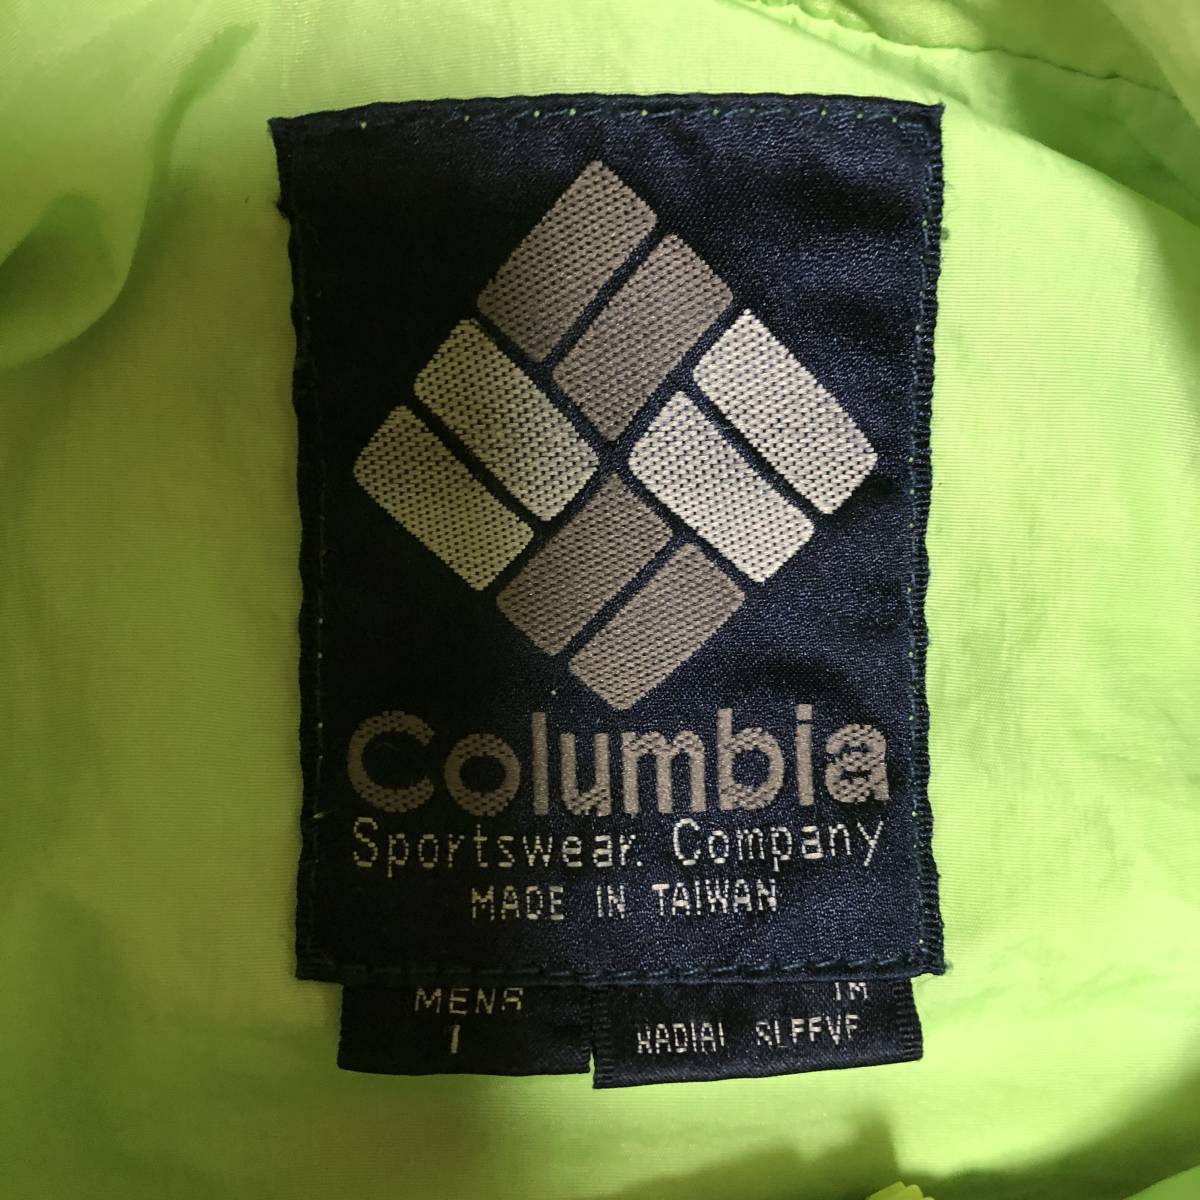 Columbia
Sportswear. Company
MADE IN TAIWAN
MENS
TM
RADIAL SLEEVE